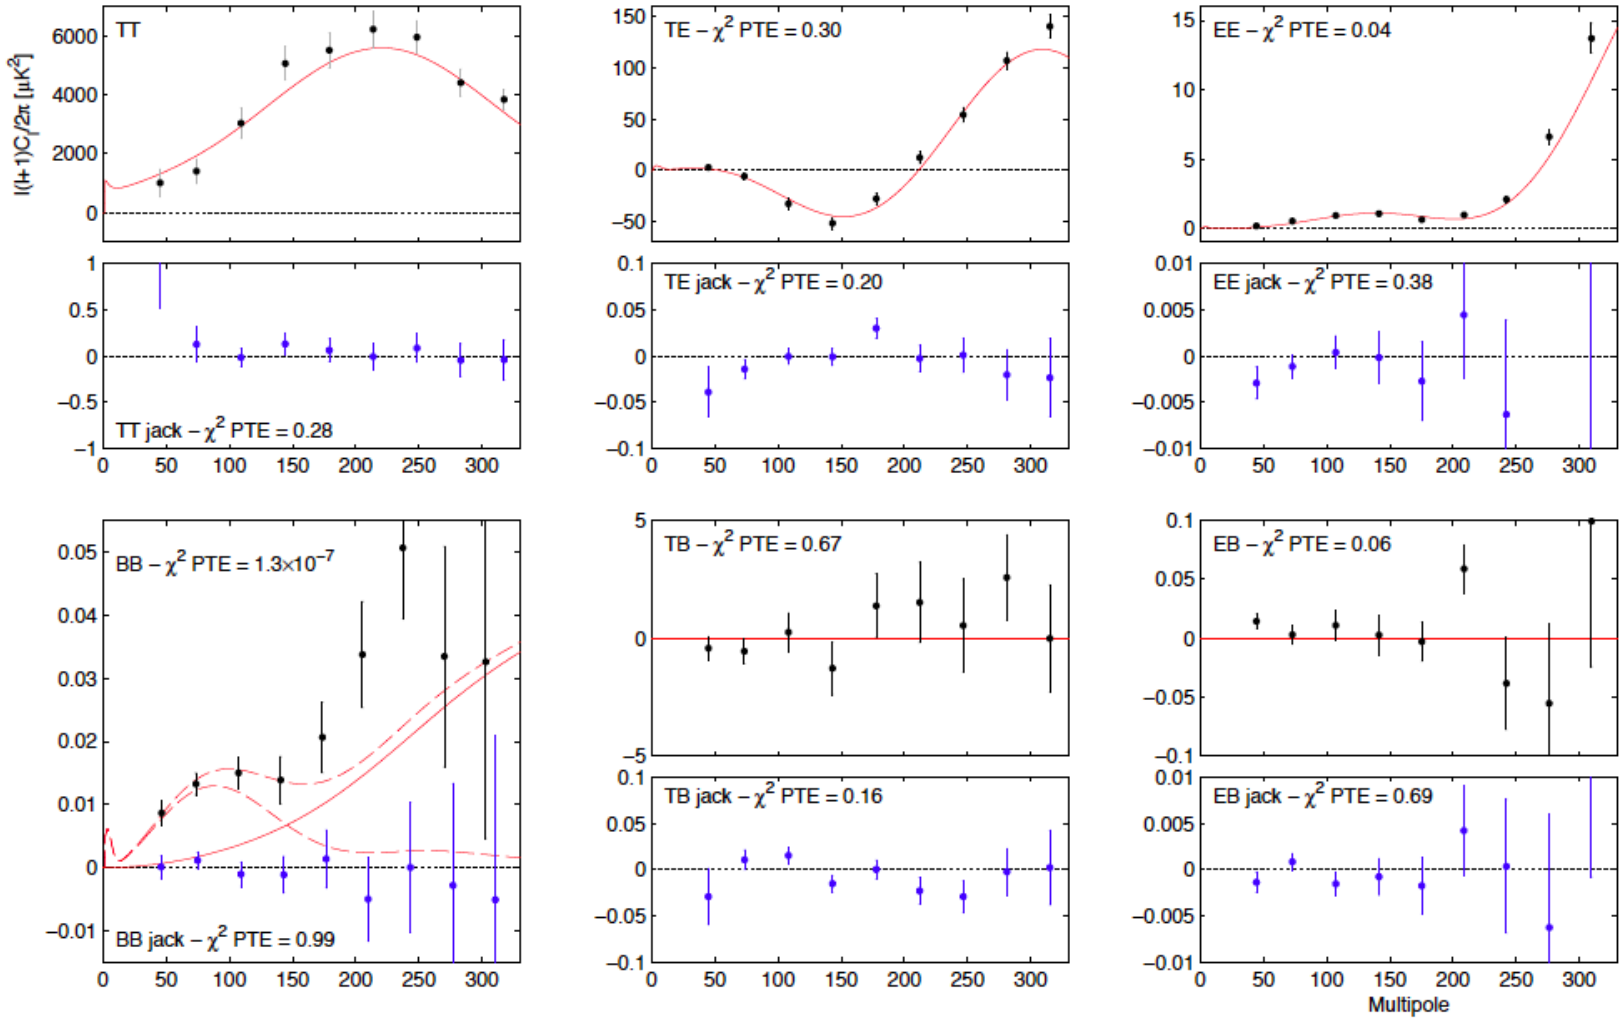 TT
TE − χ² PTE = 0.30
EE − χ² PTE = 0.04
l(l+1)C_l/2π [μK²]
6000
4000
2000
0
150
100
50
0
−50
15
10
5
0
TT jack − χ² PTE = 0.28
TE jack − χ² PTE = 0.20
EE jack − χ² PTE = 0.38
1
0.5
0
−0.5
−1
0.1
0.05
0
−0.05
−0.1
0.01
0.005
0
−0.005
−0.01
0 50 100 150 200 250 300
0 50 100 150 200 250 300
0 50 100 150 200 250 300
BB − χ² PTE = 1.3×10⁻⁷
TB − χ² PTE = 0.67
EB − χ² PTE = 0.06
0.05
0.04
0.03
0.02
0.01
0
−0.01
5
0
−5
0.1
0.05
0
−0.05
−0.1
BB jack − χ² PTE = 0.99
TB jack − χ² PTE = 0.16
EB jack − χ² PTE = 0.69
0.1
0.05
0
−0.05
−0.1
0.01
0.005
0
−0.005
−0.01
0 50 100 150 200 250 300
0 50 100 150 200 250 300
0 50 100 150 200 250 300
Multipole